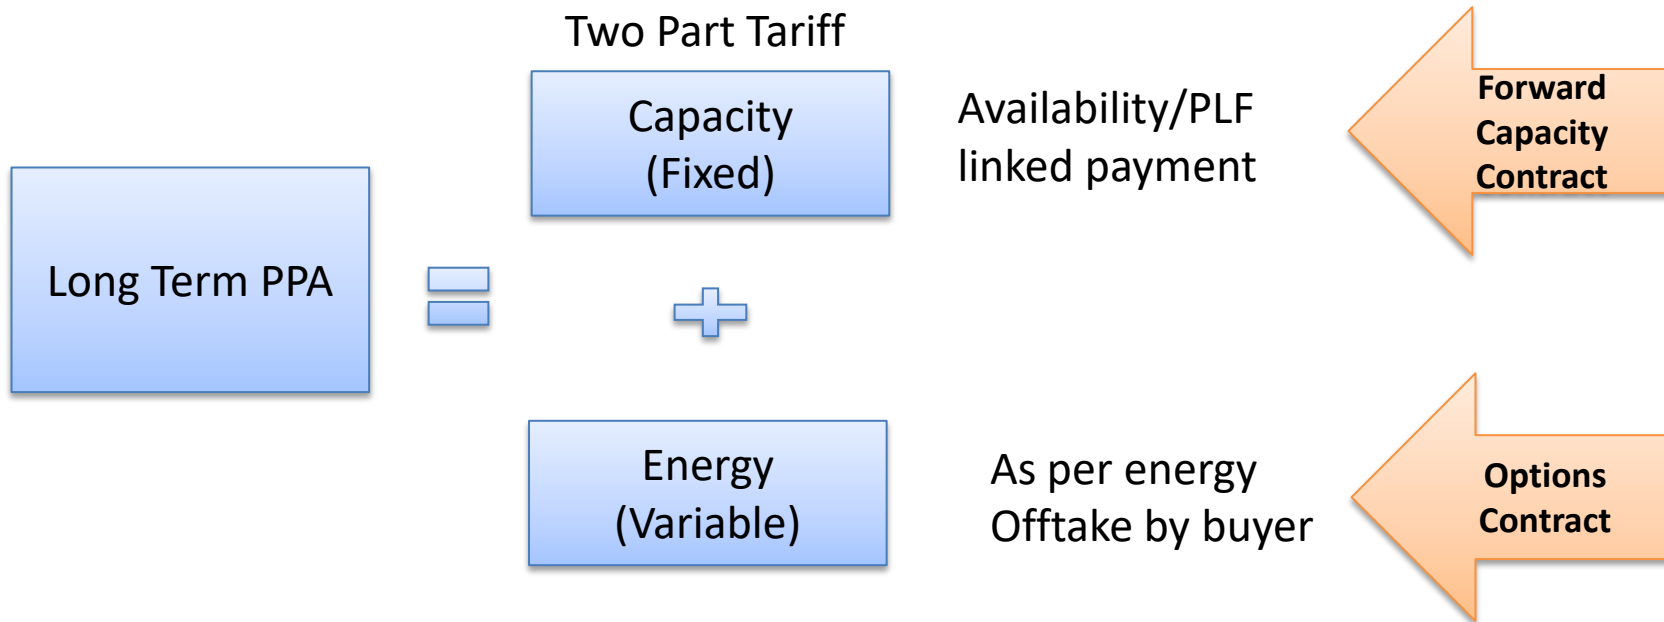 Two Part Tariff
Long Term PPA
Capacity
(Fixed)
Availability/PLF
linked payment
Forward
Capacity
Contract
Energy
(Variable)
As per energy
Offtake by buyer
Options
Contract